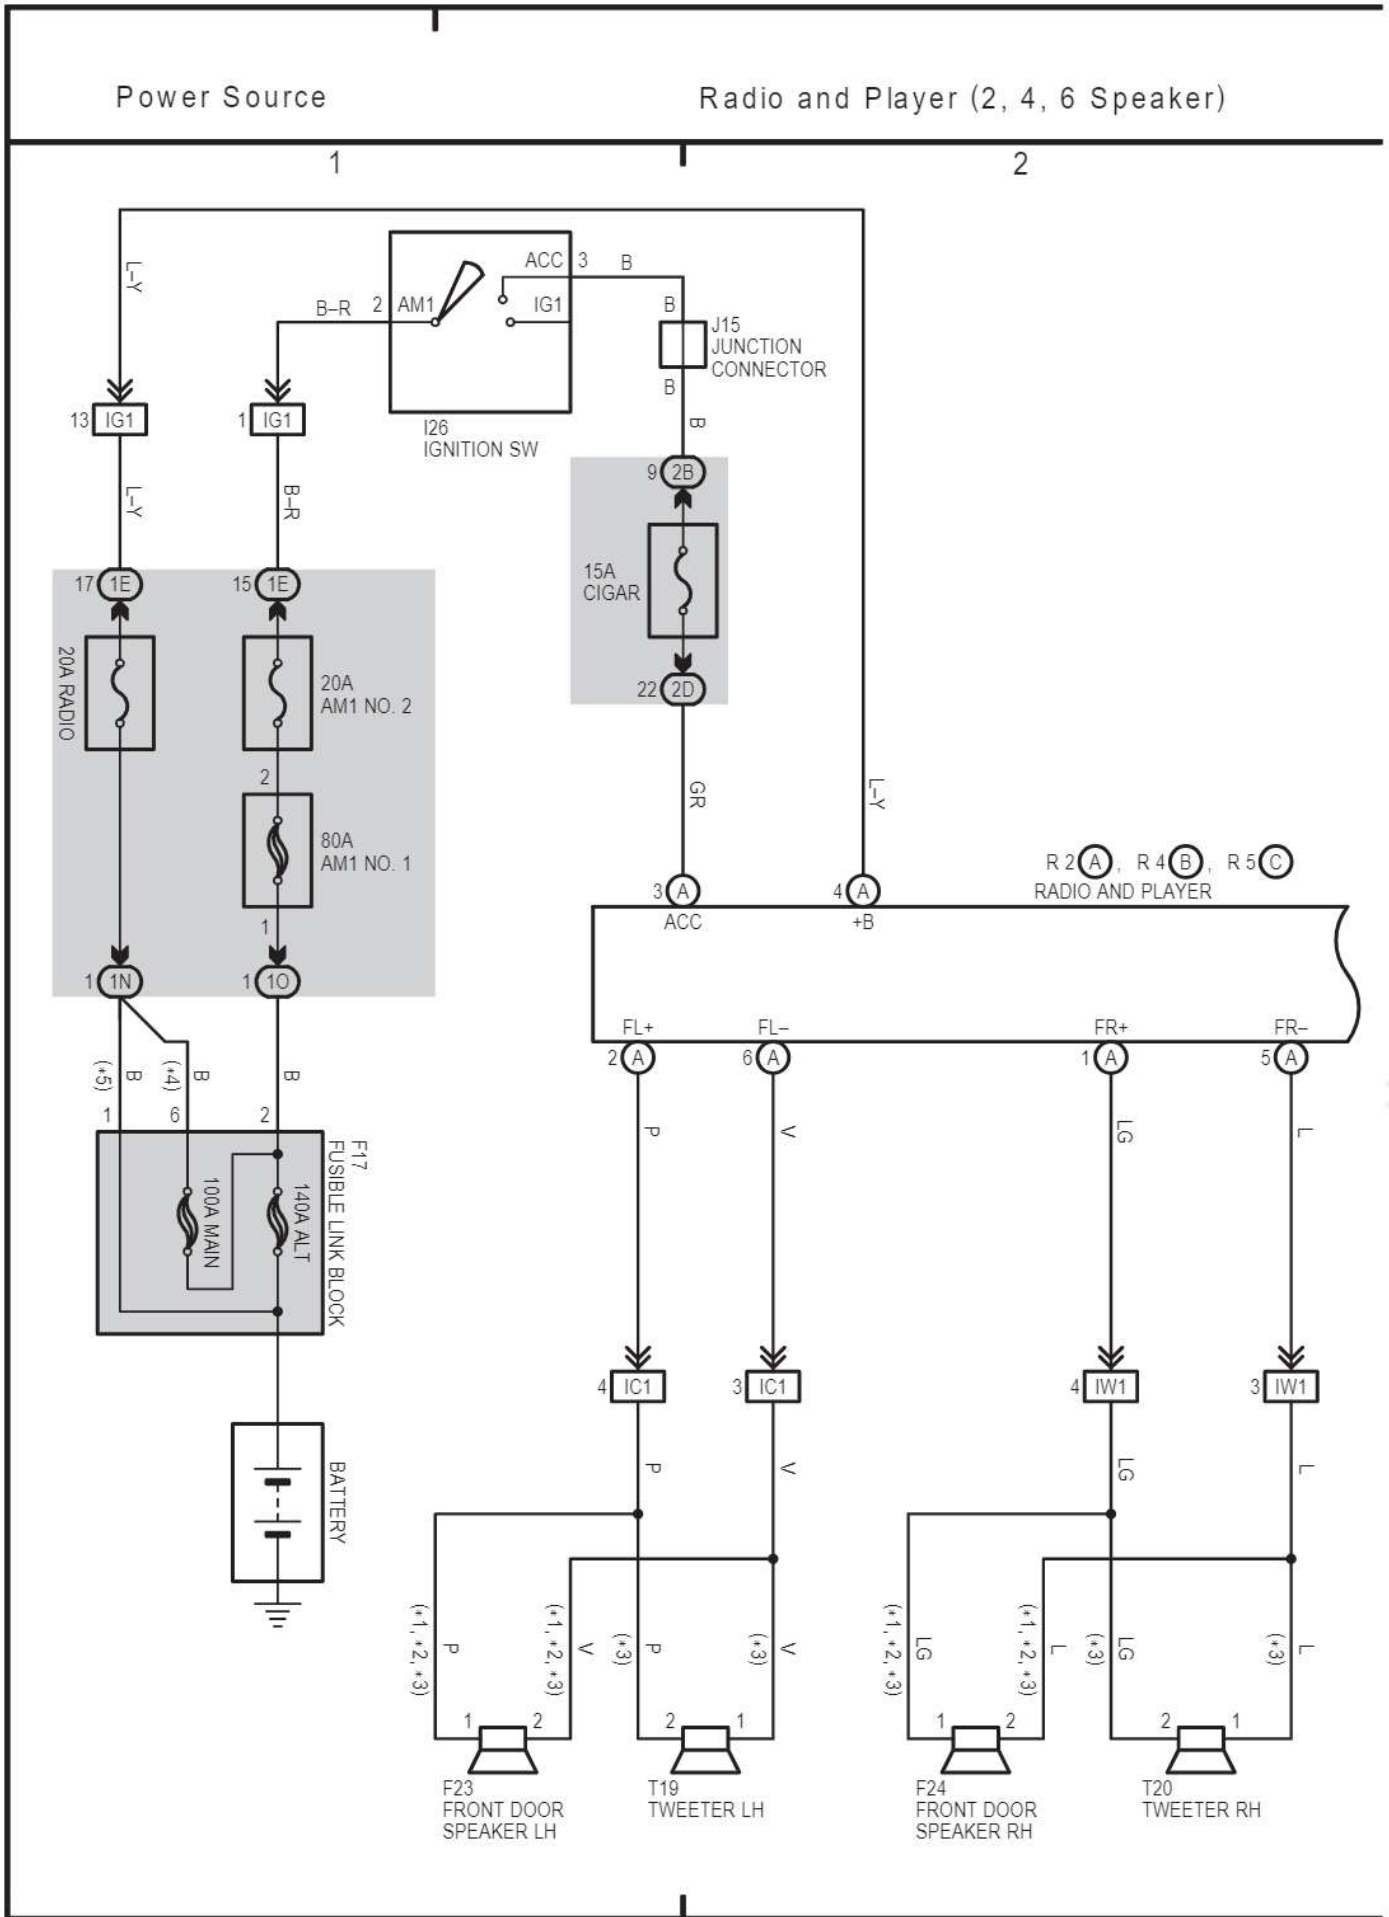 Power Source
Radio and Player (2, 4, 6 Speaker)
1
2
L–Y
B–R
2
AM1
ACC
3
B
IG1
B
J15
JUNCTION
CONNECTOR
B
B
13
IG1
1
IG1
I26
IGNITION SW
L–Y
B–R
9
2B
15A
CIGAR
22
2D
17
1E
15
1E
20A RADIO
20A
AM1 NO. 2
2
80A
AM1 NO. 1
1
GR
L–Y
R 2 A , R 4 B , R 5 C
RADIO AND PLAYER
3
A
4
A
ACC
+B
1
1N
1
1O
FL+
FL–
FR+
FR–
2
A
6
A
1
A
5
A
(*5)
B
(*4)
B
B
1
6
2
P
V
LG
L
100A MAIN
140A ALT
F17
FUSIBLE LINK BLOCK
4
IC1
3
IC1
4
IW1
3
IW1
BATTERY
P
V
LG
L
(*1, *2, *3)
P
(*1, *2, *3)
V
(*3)
P
(*3)
V
(*1, *2, *3)
LG
(*1, *2, *3)
L
(*3)
LG
(*3)
L
1
2
2
1
1
2
2
1
F23
FRONT DOOR
SPEAKER LH
T19
TWEETER LH
F24
FRONT DOOR
SPEAKER RH
T20
TWEETER RH